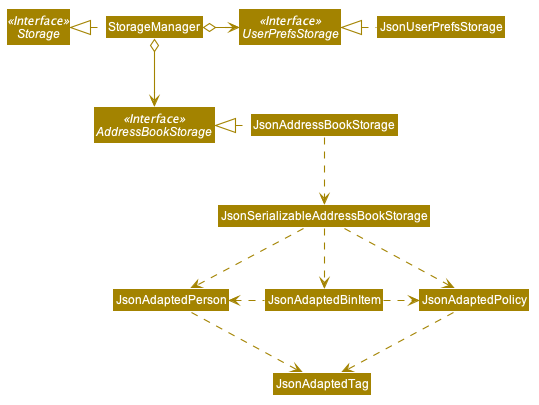 «Interface»
Storage
StorageManager
«Interface»
UserPrefsStorage
JsonUserPrefsStorage
«Interface»
AddressBookStorage
JsonAddressBookStorage
JsonSerializableAddressBookStorage
JsonAdaptedPerson
JsonAdaptedBinItem
JsonAdaptedPolicy
JsonAdaptedTag